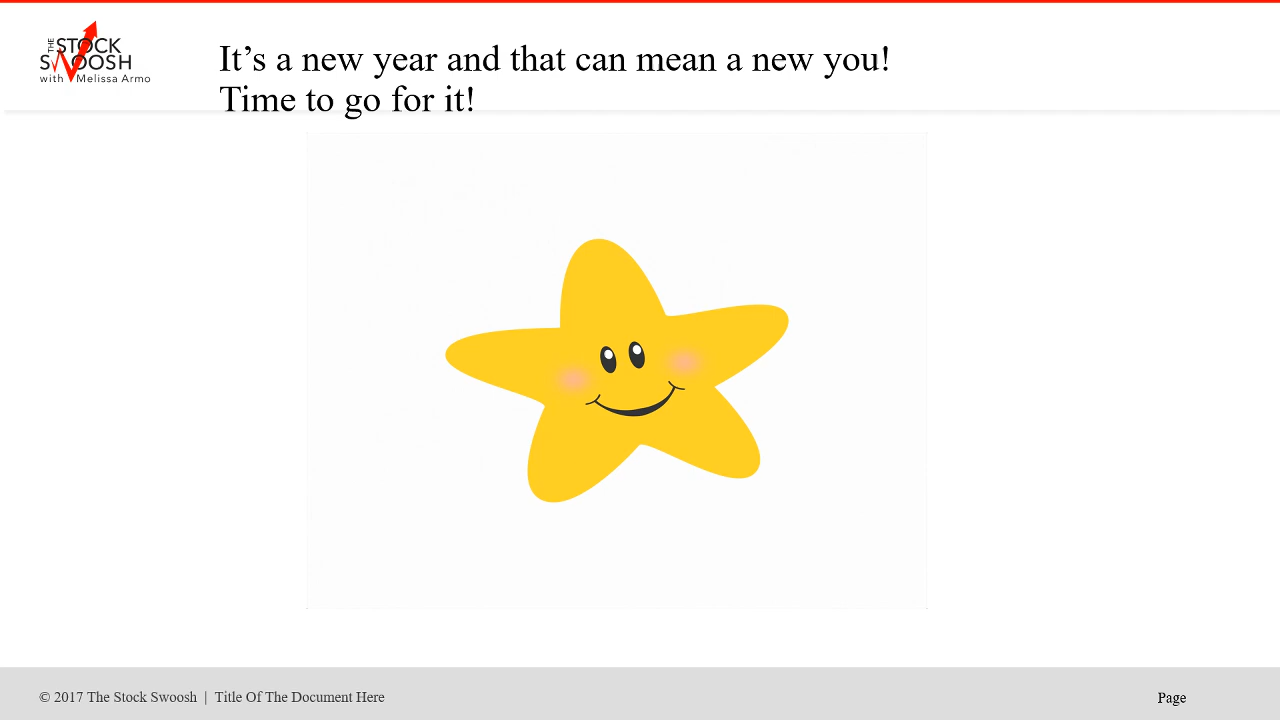 THE STOCK
SWOOSH
with Melissa Armo
It’s a new year and that can mean a new you!
Time to go for it!
© 2017 The Stock Swoosh | Title Of The Document Here
Page